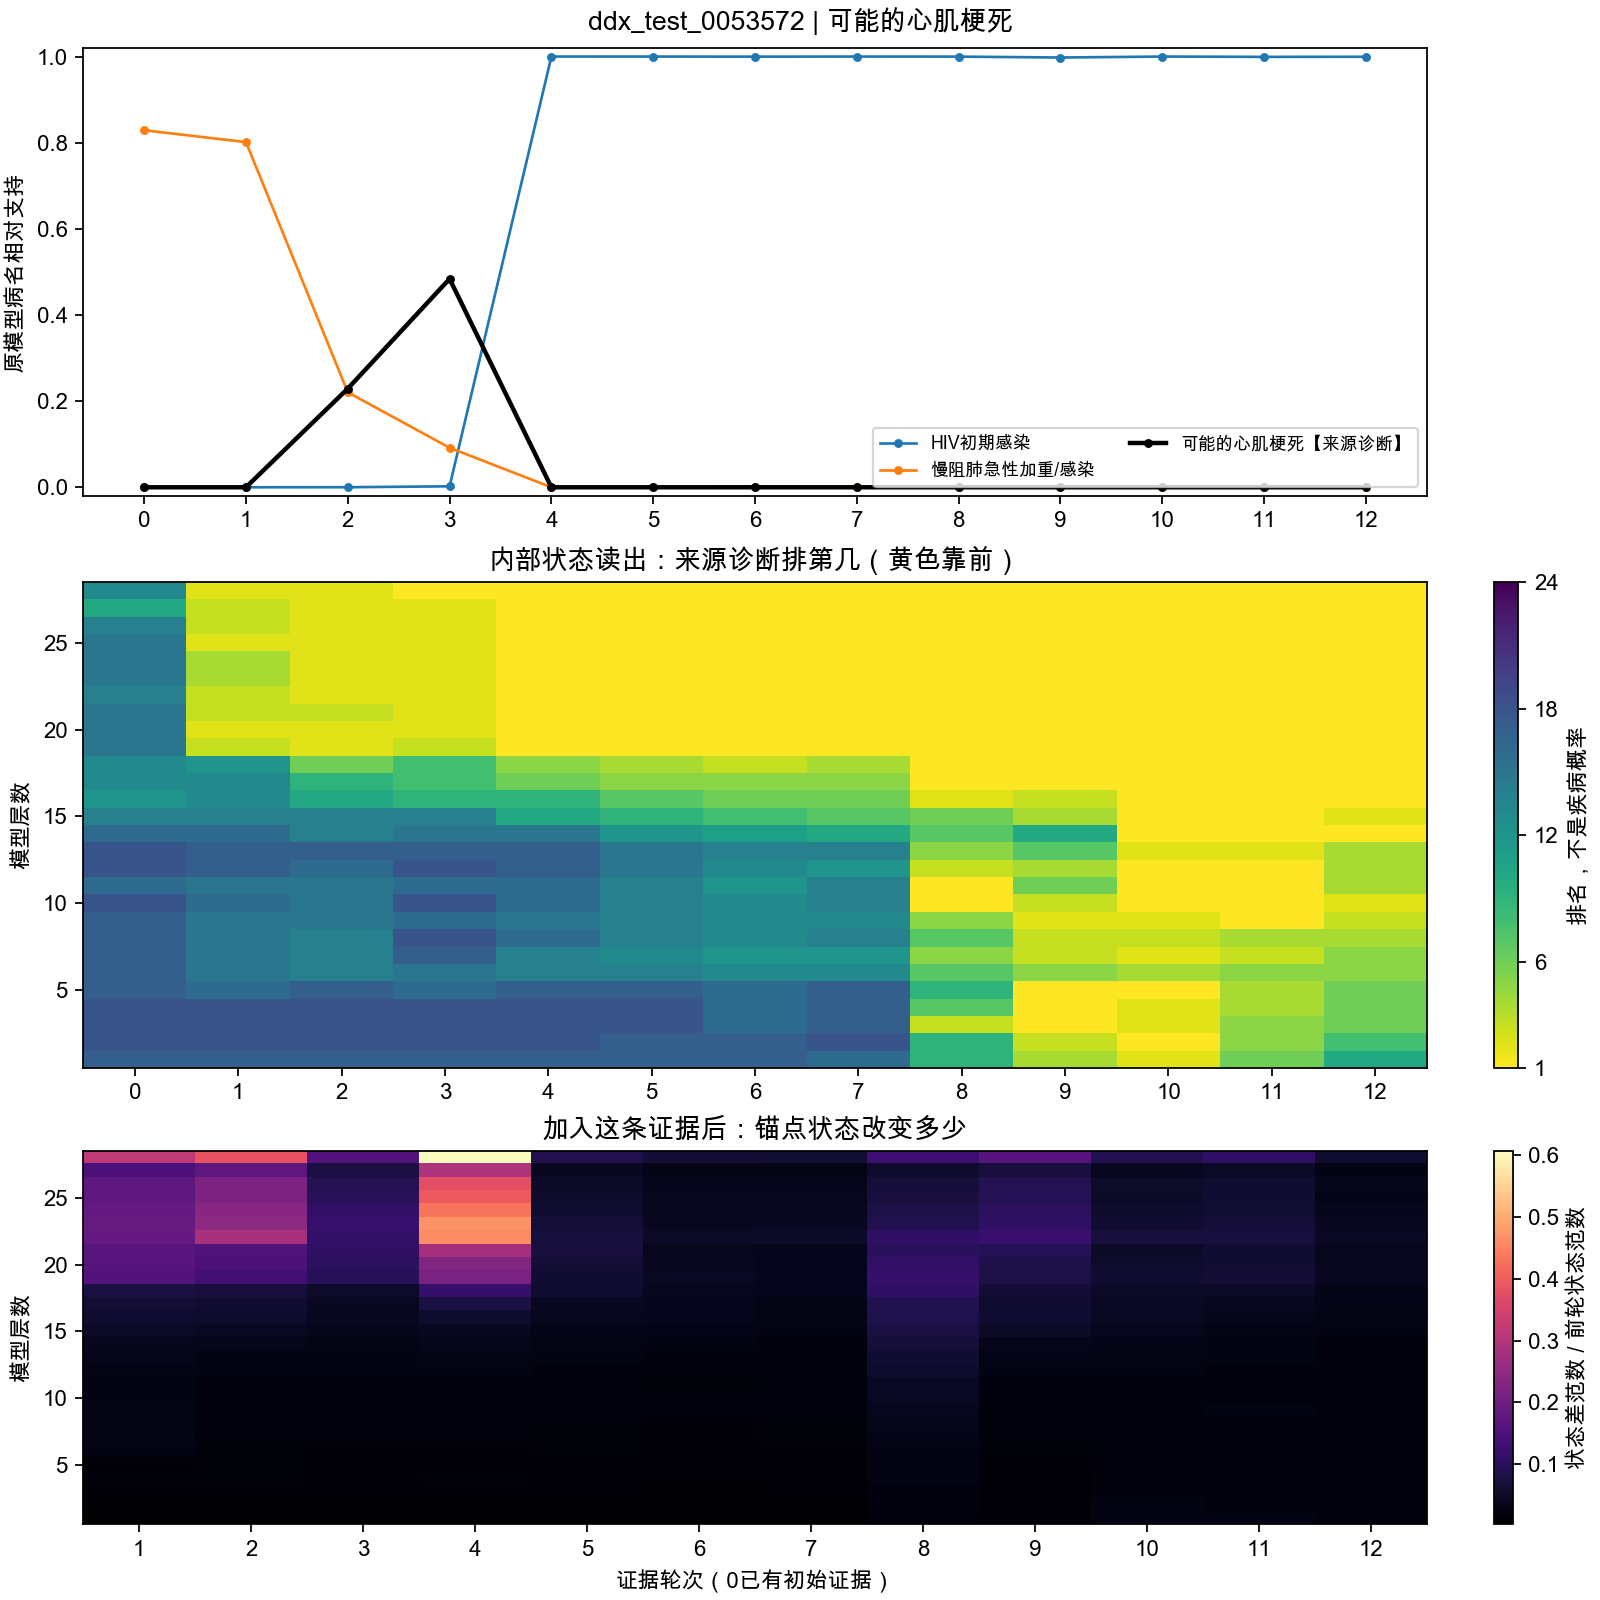 ddx_test_0053572 | 可能的心肌梗死
原模型病名相对支持
1.0
0.8
0.6
0.4
0.2
0.0
HIV初期感染
慢阻肺急性加重/感染
可能的心肌梗死【来源诊断】
0 1 2 3 4 5 6 7 8 9 10 11 12
内部状态读出：来源诊断排第几（黄色靠前）
模型层数
25
20
15
10
5
0 1 2 3 4 5 6 7 8 9 10 11 12
24
18
12
6
1
排名，不是疾病概率
加入这条证据后：锚点状态改变多少
模型层数
25
20
15
10
5
1 2 3 4 5 6 7 8 9 10 11 12
证据轮次（0已有初始证据）
0.6
0.5
0.4
0.3
0.2
0.1
状态差范数 / 前轮状态范数